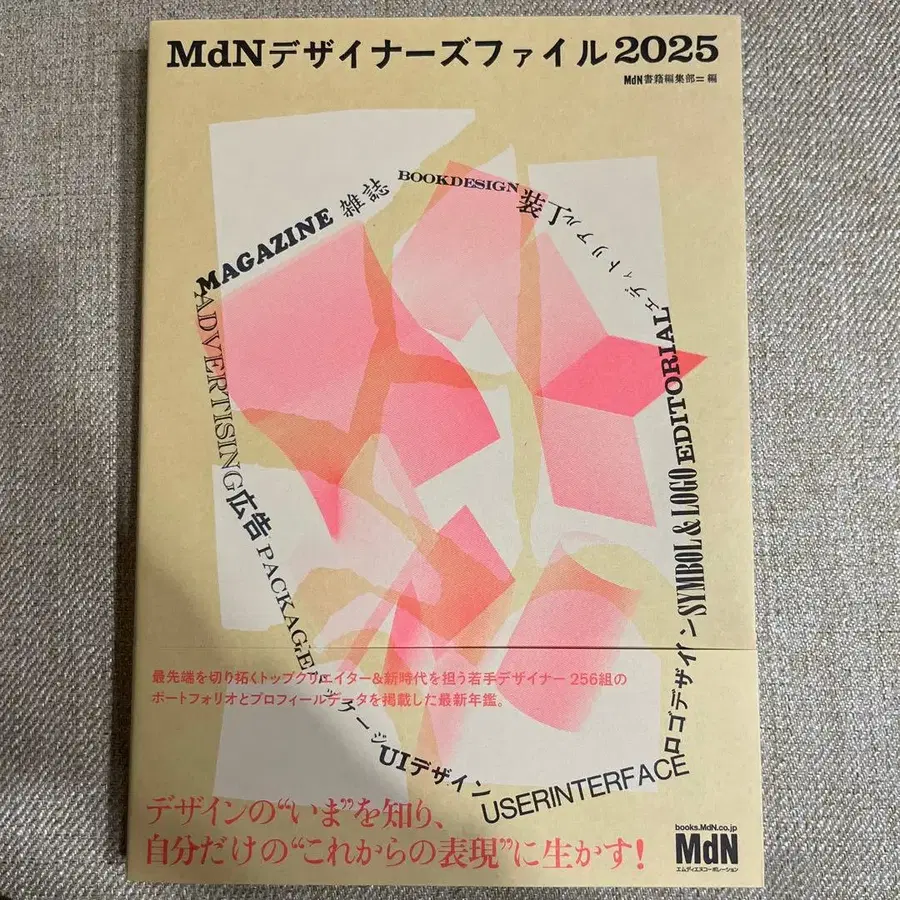 MdNデザイナーズファイル2025
MdN書籍編集部=編
MAGAZINE 雑誌
BOOKDESIGN 装丁
エディトリアル
EDITORIAL
SYMBOL & LOGO
ロゴデザイン
USERINTERFACE
UIデザイン
パッケージ
PACKAGE
広告
ADVERTISING
最先端を切り拓くトップクリエイター&新時代を担う若手デザイナー 256組の
ポートフォリオとプロフィールデータを掲載した最新年鑑。
デザインの“いま”を知り、
自分だけの“これからの表現”に生かす!
books.MdN.co.jp
MdN
エムディエヌコーポレーション